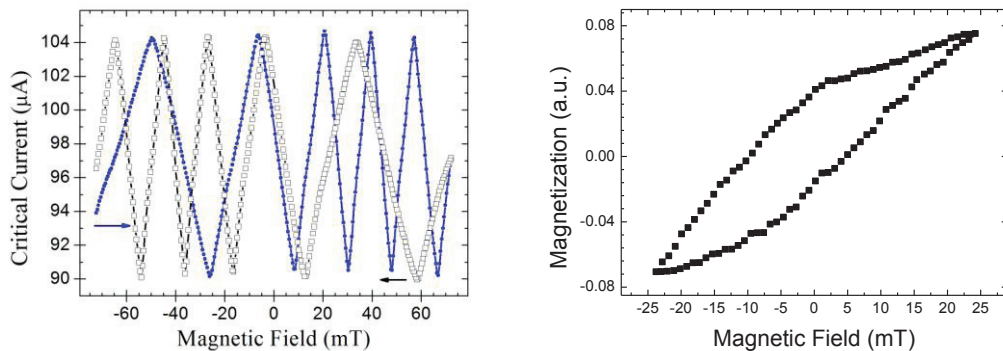 104
102
100
98
96
94
92
90
Critical Current (μA)
-60 -40 -20 0 20 40 60
Magnetic Field (mT)
0.08
0.04
0.00
-0.04
-0.08
Magnetization (a.u.)
-25 -20 -15 -10 -5 0 5 10 15 20 25
Magnetic Field (mT)